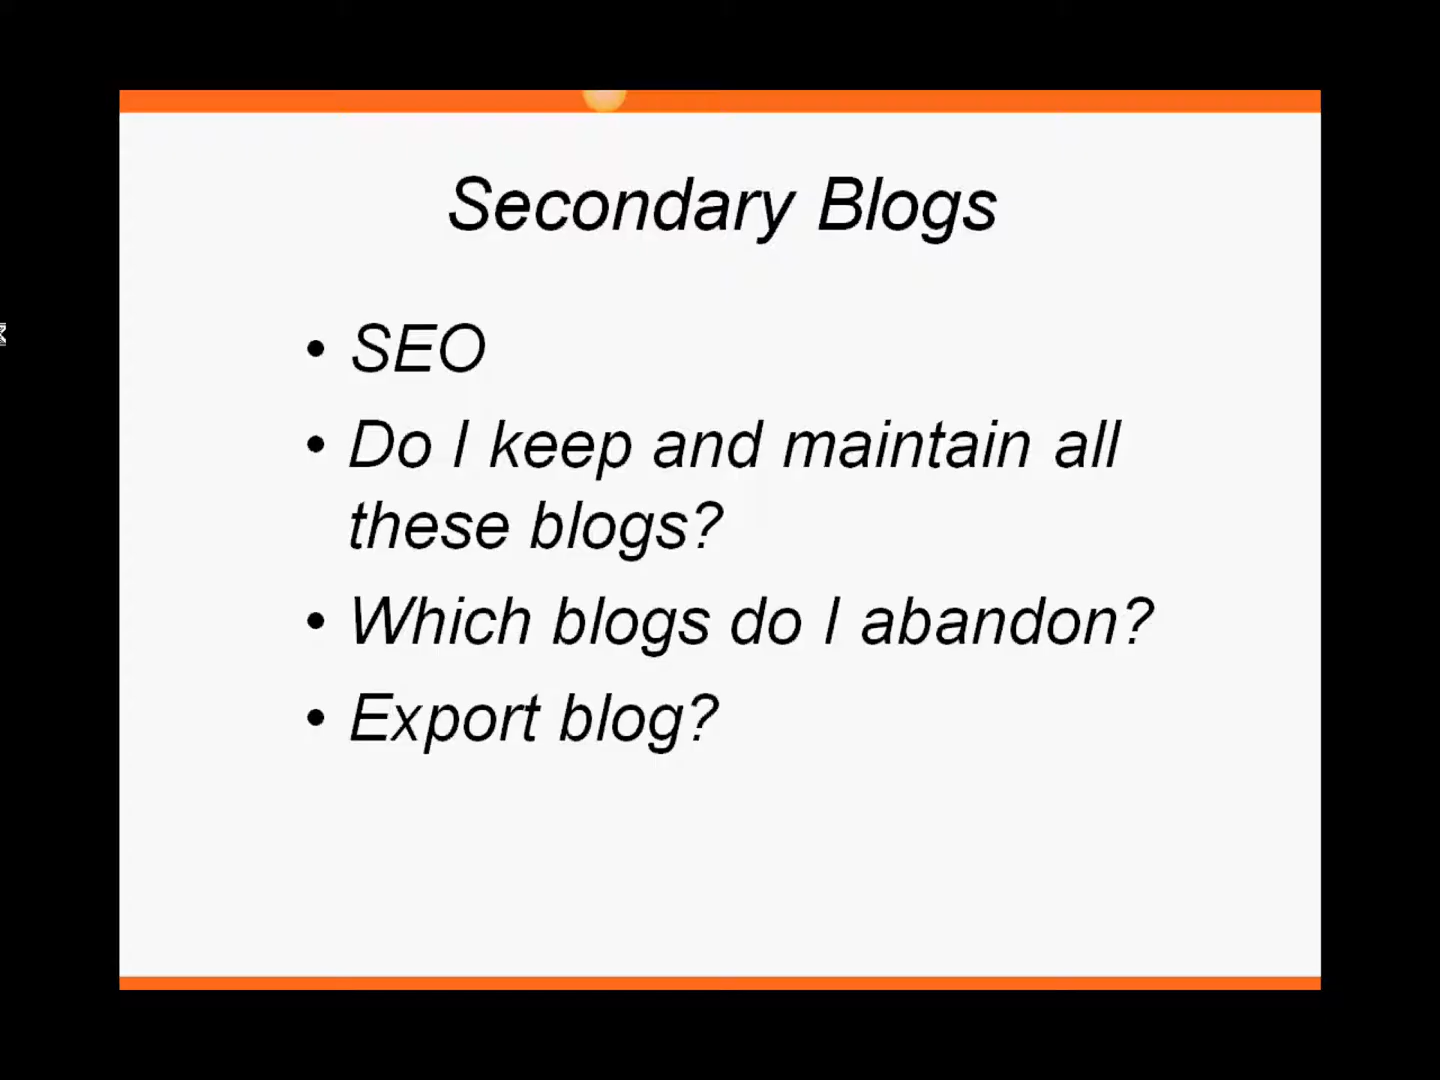 Secondary Blogs
• SEO
• Do I keep and maintain all
these blogs?
• Which blogs do I abandon?
• Export blog?